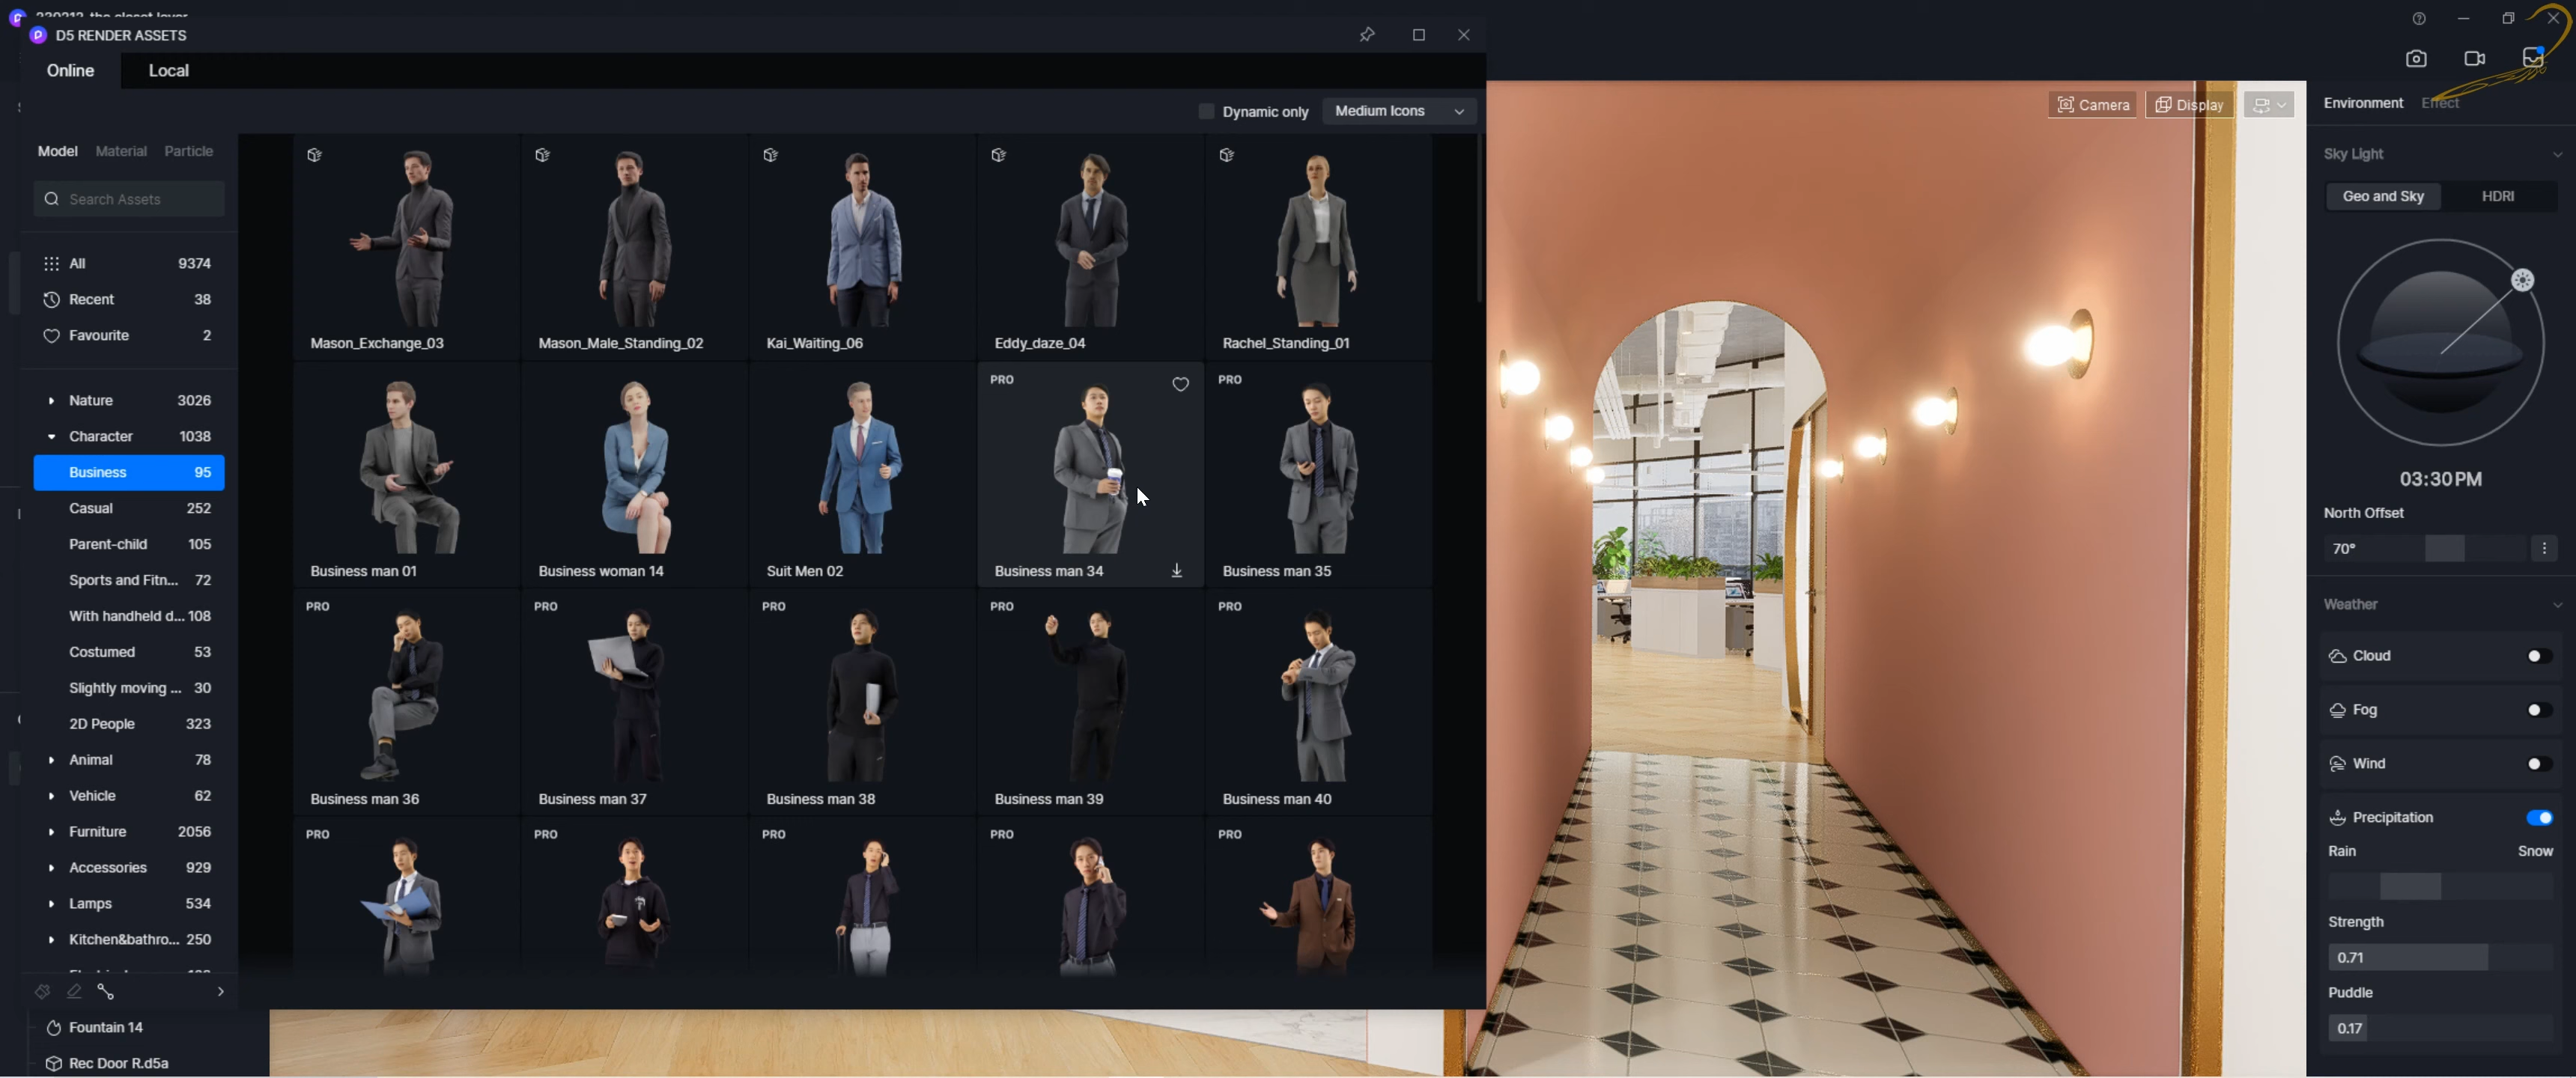 D5 RENDER ASSETS
Online
Local
Dynamic only
Medium Icons
Model
Material
Particle
Search Assets
All 9374
Recent 38
Favourite 2
Nature 3026
Character 1038
Business 95
Casual 252
Parent-child 105
Sports and Fitn... 72
With handheld d... 108
Costumed 53
Slightly moving ... 30
2D People 323
Animal 78
Vehicle 62
Furniture 2056
Accessories 929
Lamps 534
Kitchen&bathro... 250
Fountain 14
Rec Door R.d5a
Mason_Exchange_03
Mason_Male_Standing_02
Kai_Waiting_06
Eddy_daze_04
Rachel_Standing_01
PRO
PRO
Business man 01
Business woman 14
Suit Men 02
Business man 34
Business man 35
PRO
PRO
PRO
PRO
PRO
Business man 36
Business man 37
Business man 38
Business man 39
Business man 40
PRO
PRO
PRO
PRO
PRO
Camera
Display
Environment
Effect
Sky Light
Geo and Sky
HDRI
03:30PM
North Offset
70°
Weather
Cloud
Fog
Wind
Precipitation
Rain
Snow
Strength
0.71
Puddle
0.17